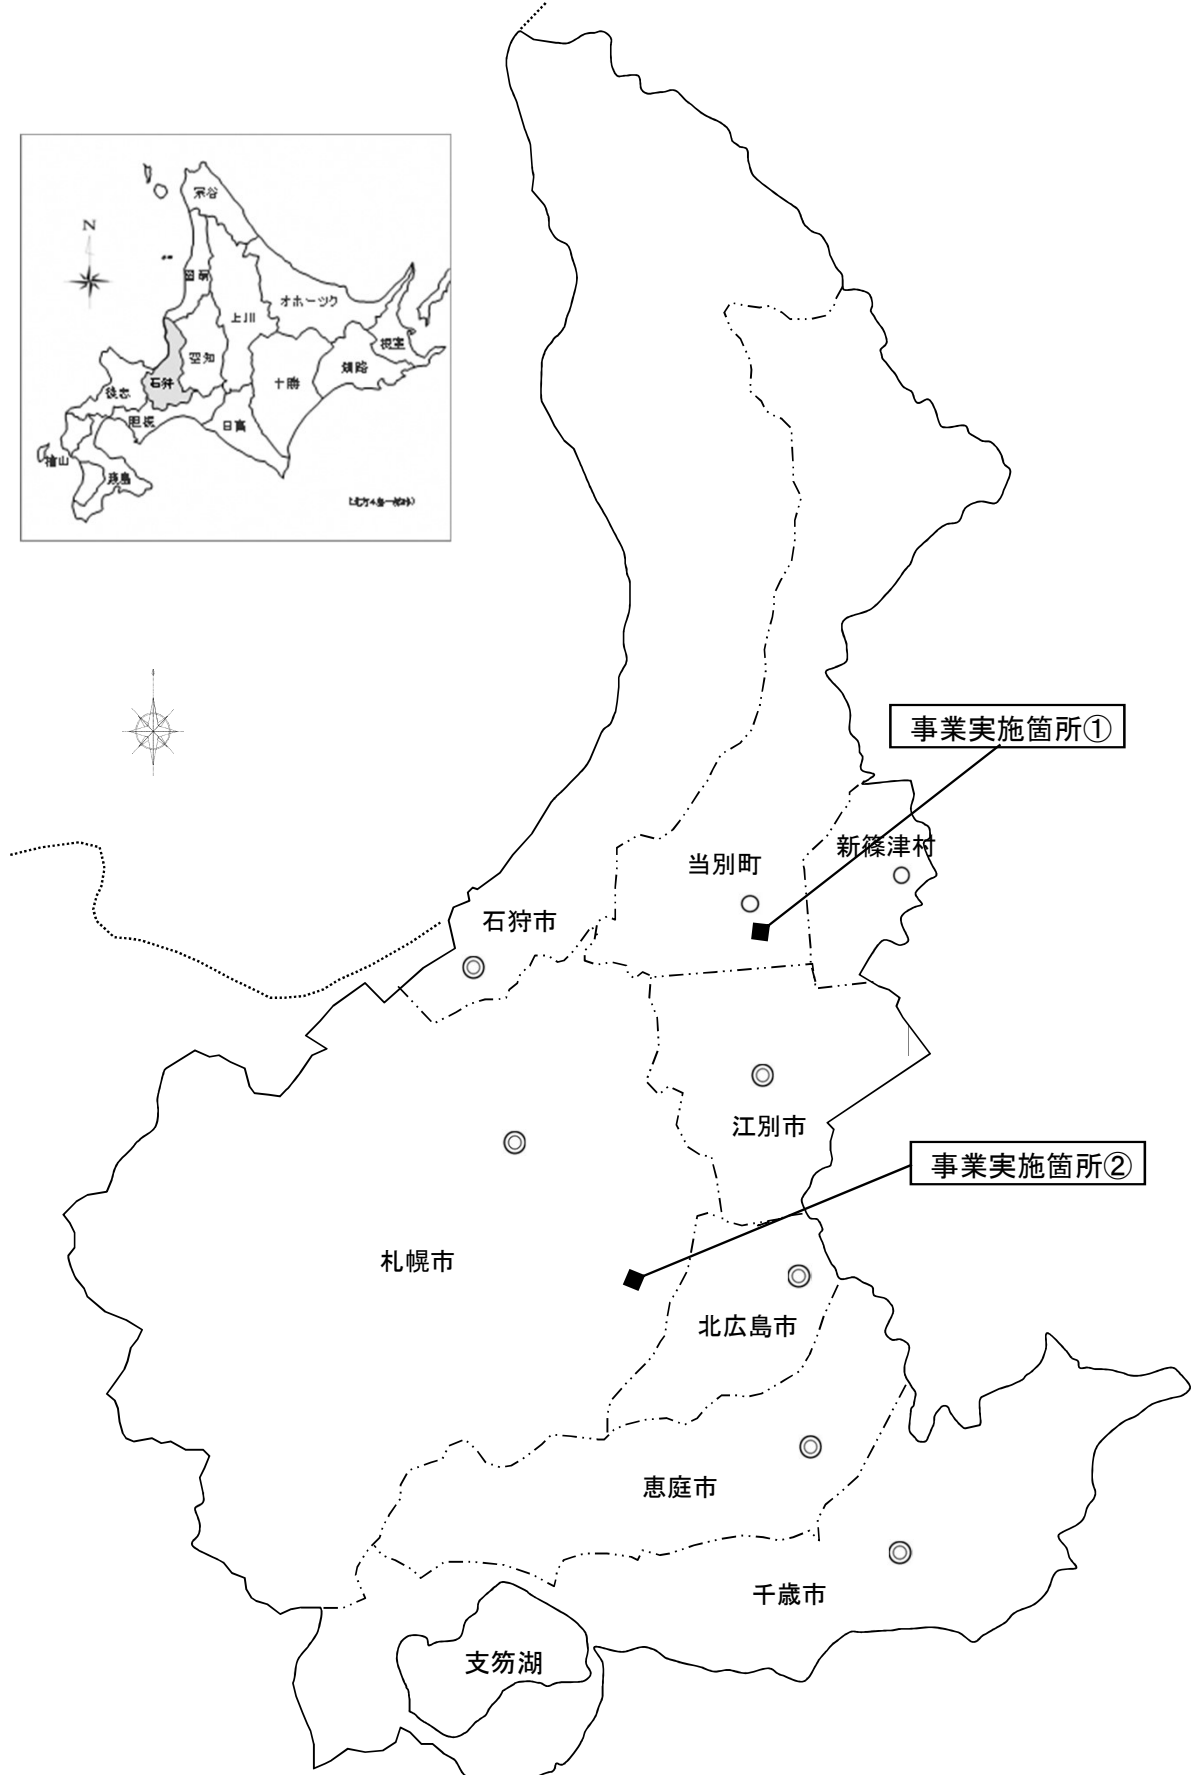 宗谷
N
留萌
オホーツク
上川
根室
空知
釧路
石狩
十勝
後志
胆振
日高
檜山
渡島
事業実施箇所①
新篠津村
当別町
石狩市
江別市
事業実施箇所②
札幌市
北広島市
恵庭市
千歳市
支笏湖